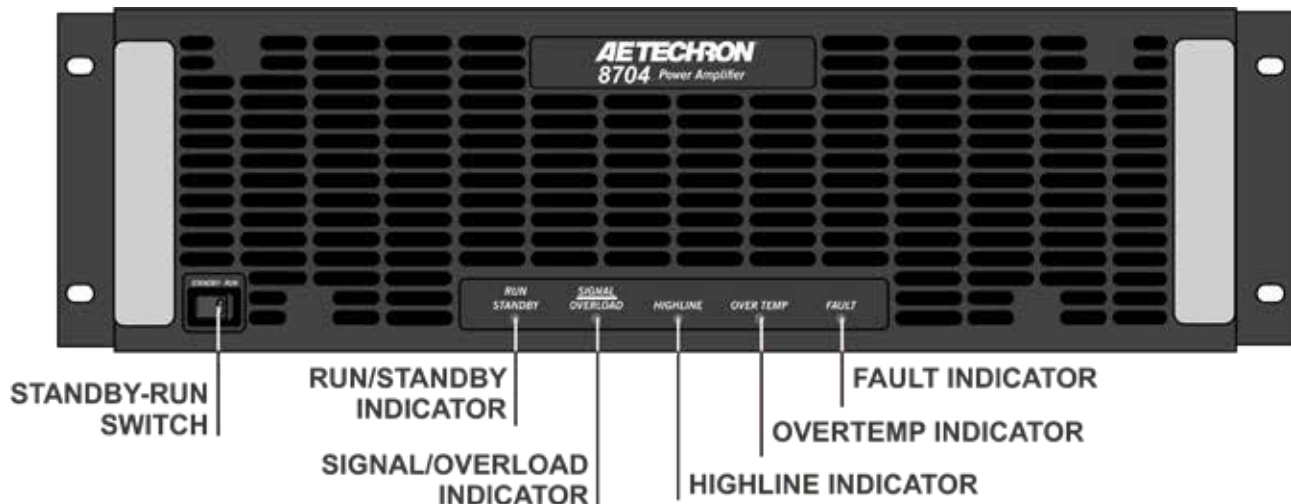 AE TECHRON
8704 Power Amplifier
STANDBY RUN
RUN
STANDBY
SIGNAL
OVERLOAD
HIGHLINE
OVER TEMP
FAULT
STANDBY-RUN
SWITCH
RUN/STANDBY
INDICATOR
SIGNAL/OVERLOAD
INDICATOR
HIGHLINE INDICATOR
OVERTEMP INDICATOR
FAULT INDICATOR